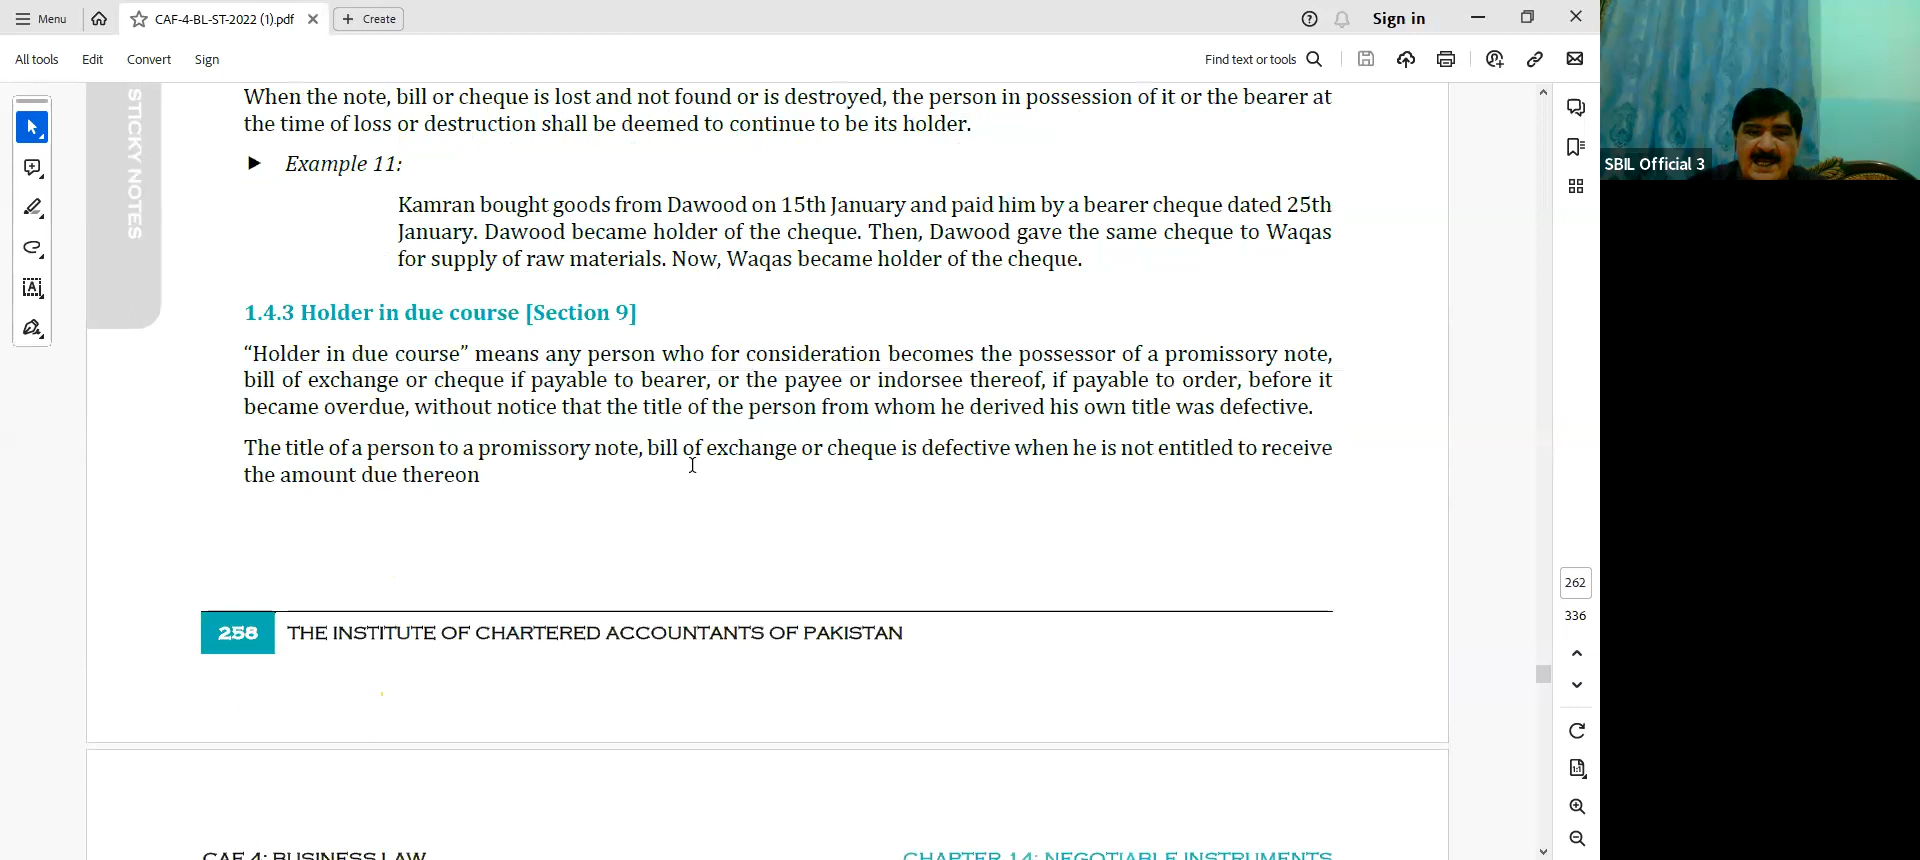 Menu
CAF-4-BL-ST-2022 (1).pdf
Create
Sign in
All tools
Edit
Convert
Sign
Find text or tools
STICKY NOTES
When the note, bill or cheque is lost and not found or is destroyed, the person in possession of it or the bearer at
the time of loss or destruction shall be deemed to continue to be its holder.
Example 11:
Kamran bought goods from Dawood on 15th January and paid him by a bearer cheque dated 25th
January. Dawood became holder of the cheque. Then, Dawood gave the same cheque to Waqas
for supply of raw materials. Now, Waqas became holder of the cheque.
1.4.3 Holder in due course [Section 9]
“Holder in due course” means any person who for consideration becomes the possessor of a promissory note,
bill of exchange or cheque if payable to bearer, or the payee or indorsee thereof, if payable to order, before it
became overdue, without notice that the title of the person from whom he derived his own title was defective.
The title of a person to a promissory note, bill of exchange or cheque is defective when he is not entitled to receive
the amount due thereon
258 THE INSTITUTE OF CHARTERED ACCOUNTANTS OF PAKISTAN
CAF 4: BUSINESS LAW
CHAPTER 14: NEGOTIABLE INSTRUMENTS
262
336
SBIL Official 3